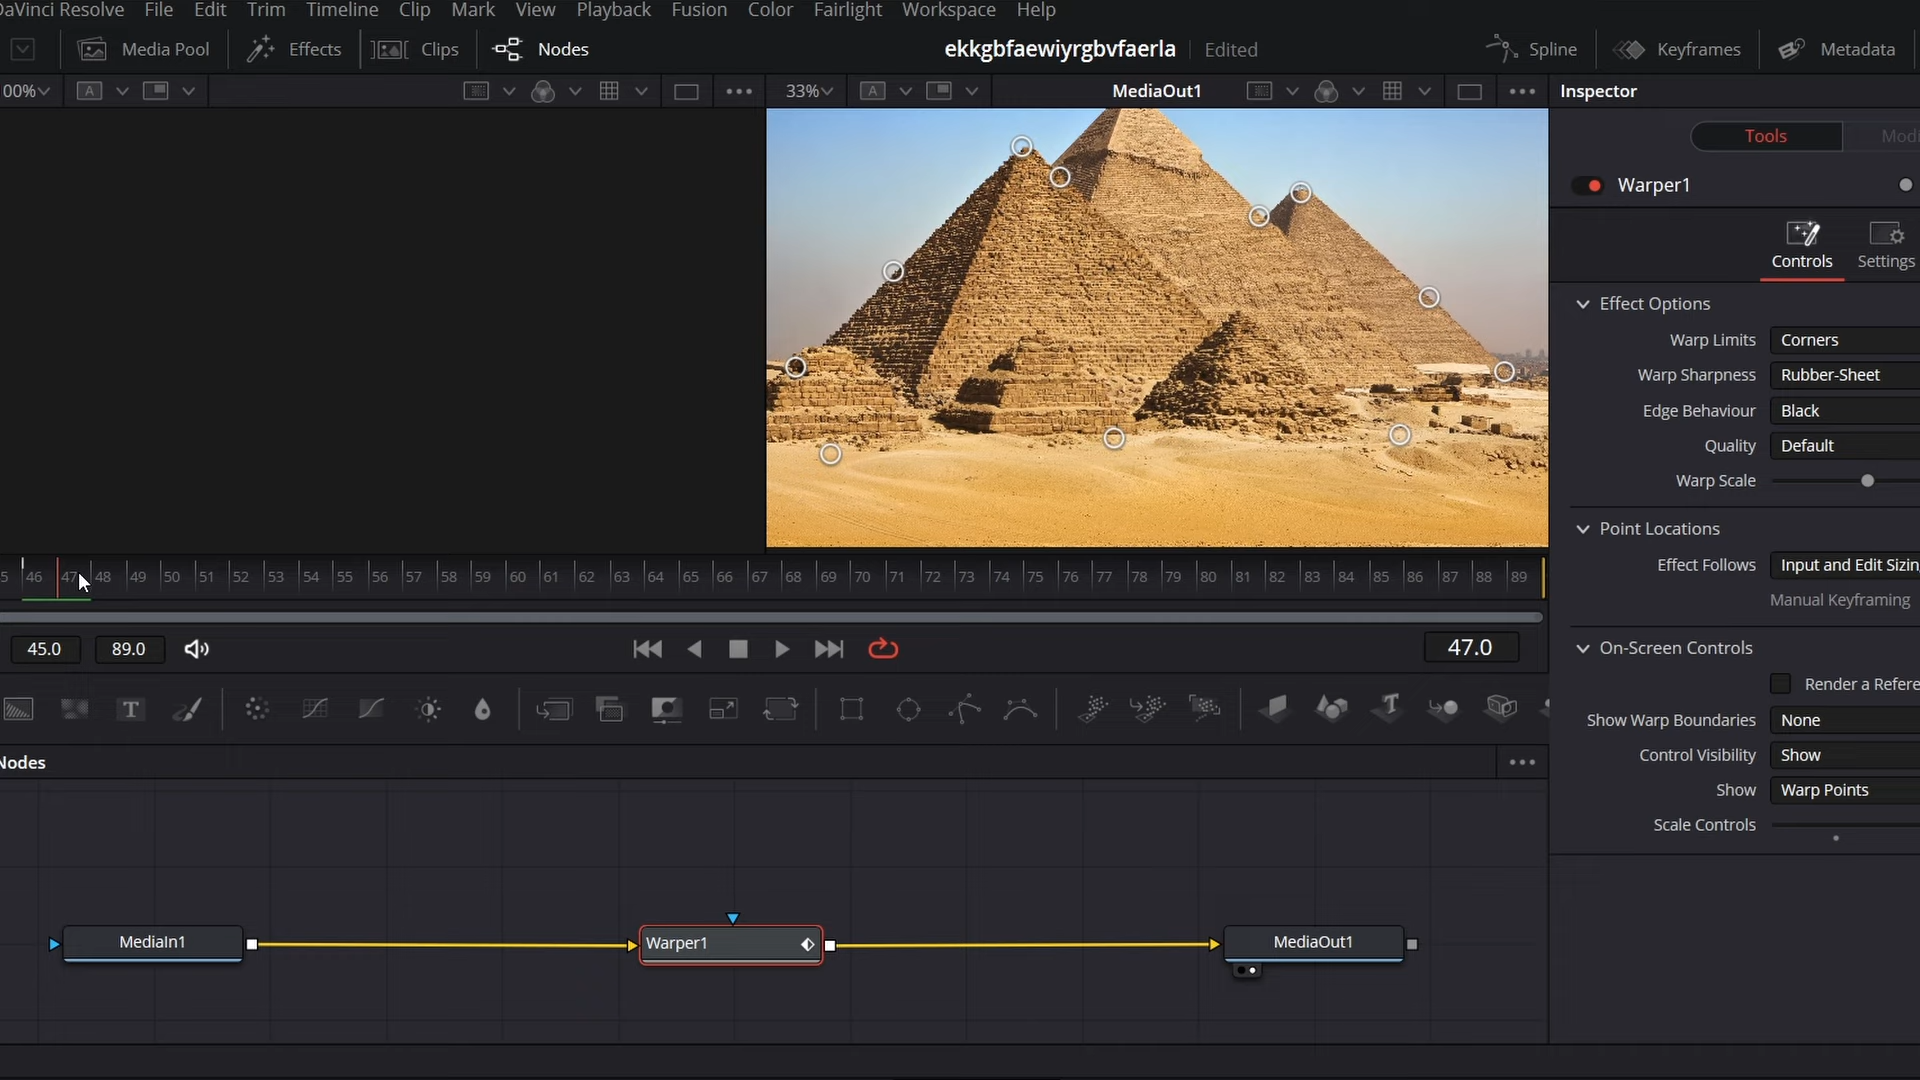 DaVinci Resolve File Edit Trim Timeline Clip Mark View Playback Fusion Color Fairlight Workspace Help
Media Pool Effects Clips Nodes ekkgbfaewiyrgbvfaerla Edited Spline Keyframes Metadata
00% A 33% A MediaOut1 Inspector
Tools Modi
Warper1
Controls Settings
Effect Options
Warp Limits Corners
Warp Sharpness Rubber-Sheet
Edge Behaviour Black
Quality Default
Warp Scale
Point Locations
Effect Follows Input and Edit Sizing
Manual Keyframing
On-Screen Controls
Render a Refere
Show Warp Boundaries None
Control Visibility Show
Show Warp Points
Scale Controls
5 46 47 48 49 50 51 52 53 54 55 56 57 58 59 60 61 62 63 64 65 66 67 68 69 70 71 72 73 74 75 76 77 78 79 80 81 82 83 84 85 86 87 88 89
45.0 89.0 47.0
T T
Nodes
MediaIn1 Warper1 MediaOut1